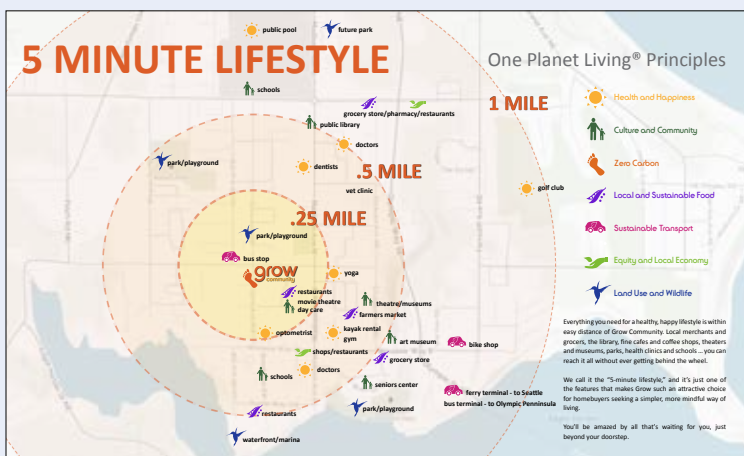 5 MINUTE LIFESTYLE
public pool
future park
schools
grocery store/pharmacy/restaurants
public library
doctors
park/playground
dentists
vet clinic
golf club
1 MILE
.5 MILE
.25 MILE
park/playground
bus stop
grow
community
yoga
restaurants
movie theatre
day care
theatre/museums
farmers market
optometrist
kayak rental
gym
art museum
bike shop
shops/restaurants
grocery store
schools
doctors
seniors center
ferry terminal - to Seattle
bus terminal - to Olympic Penninsula
restaurants
park/playground
waterfront/marina
One Planet Living® Principles
Health and Happiness
Culture and Community
Zero Carbon
Local and Sustainable Food
Sustainable Transport
Equity and Local Economy
Land Use and Wildlife
Everything you need for a healthy, happy lifestyle is within
easy distance of Grow Community. Local merchants and
grocers, the library, fine cafes and coffee shops, theaters
and museums, parks, health clinics and schools ... you can
reach it all without ever getting behind the wheel.
We call it the "5-minute lifestyle," and it's just one of
the features that makes Grow such an attractive choice
for homebuyers seeking a simpler, more mindful way of
living.
You'll be amazed by all that's waiting for you, just
beyond your doorstep.